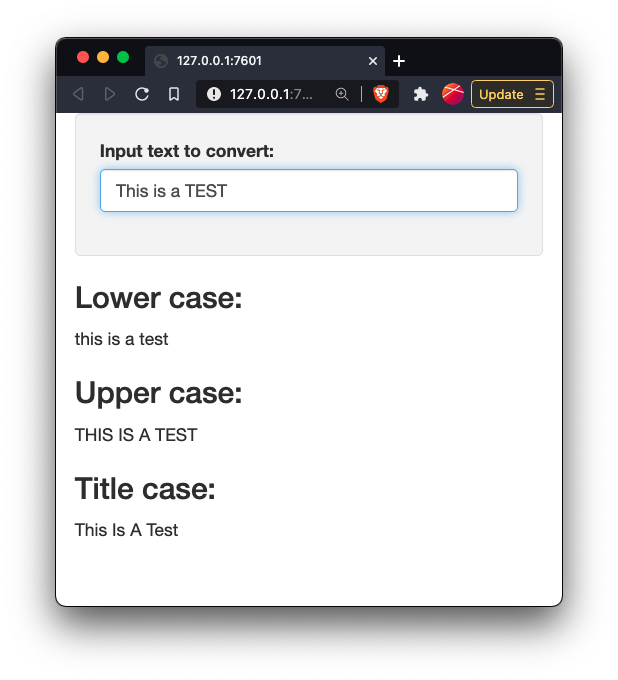 127.0.0.1:7601
127.0.0.1:7...
Update
Input text to convert:
This is a TEST
Lower case:
this is a test
Upper case:
THIS IS A TEST
Title case:
This Is A Test